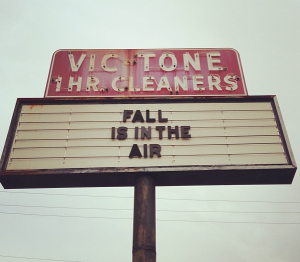 VIC-TONE
1 HR. CLEANERS
FALL
IS IN THE
AIR